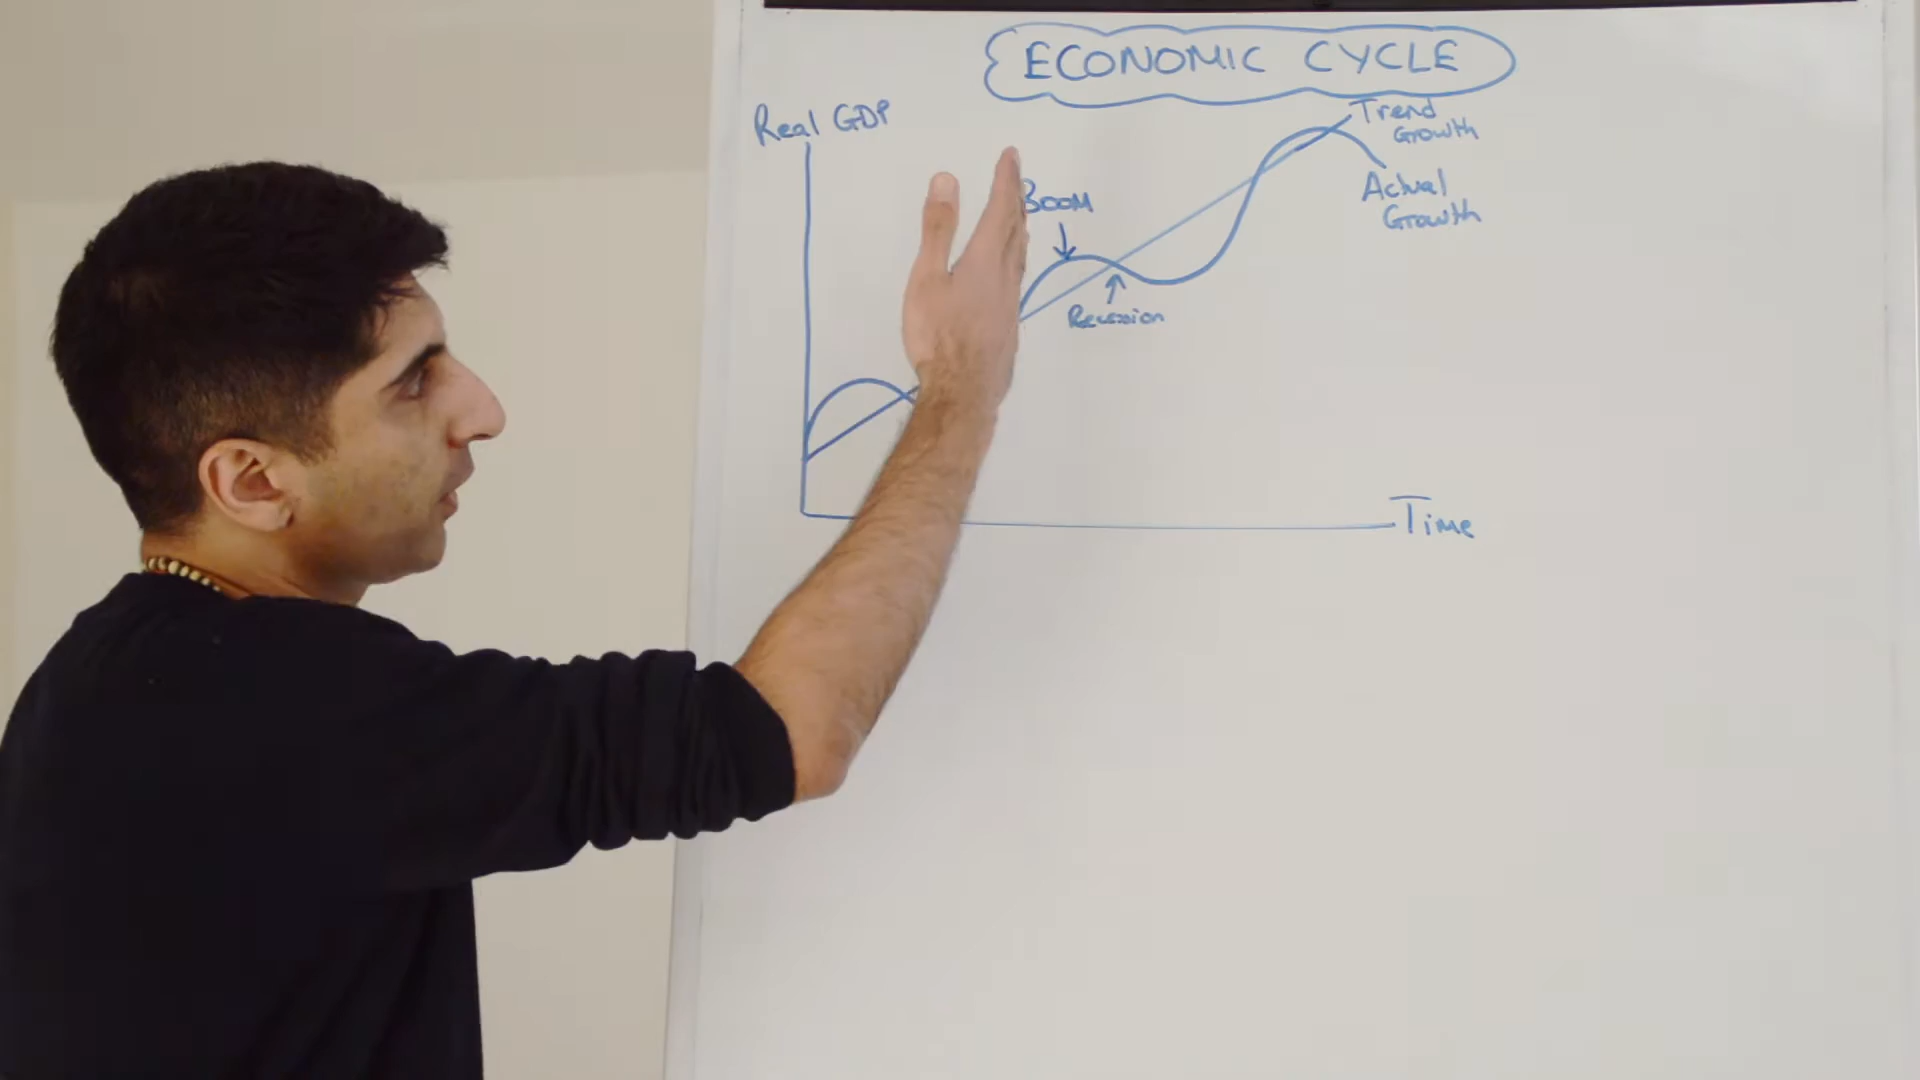 ECONOMIC CYCLE
Real GDP
Trend
Growth
Actual
Growth
Boom
Recession
Time